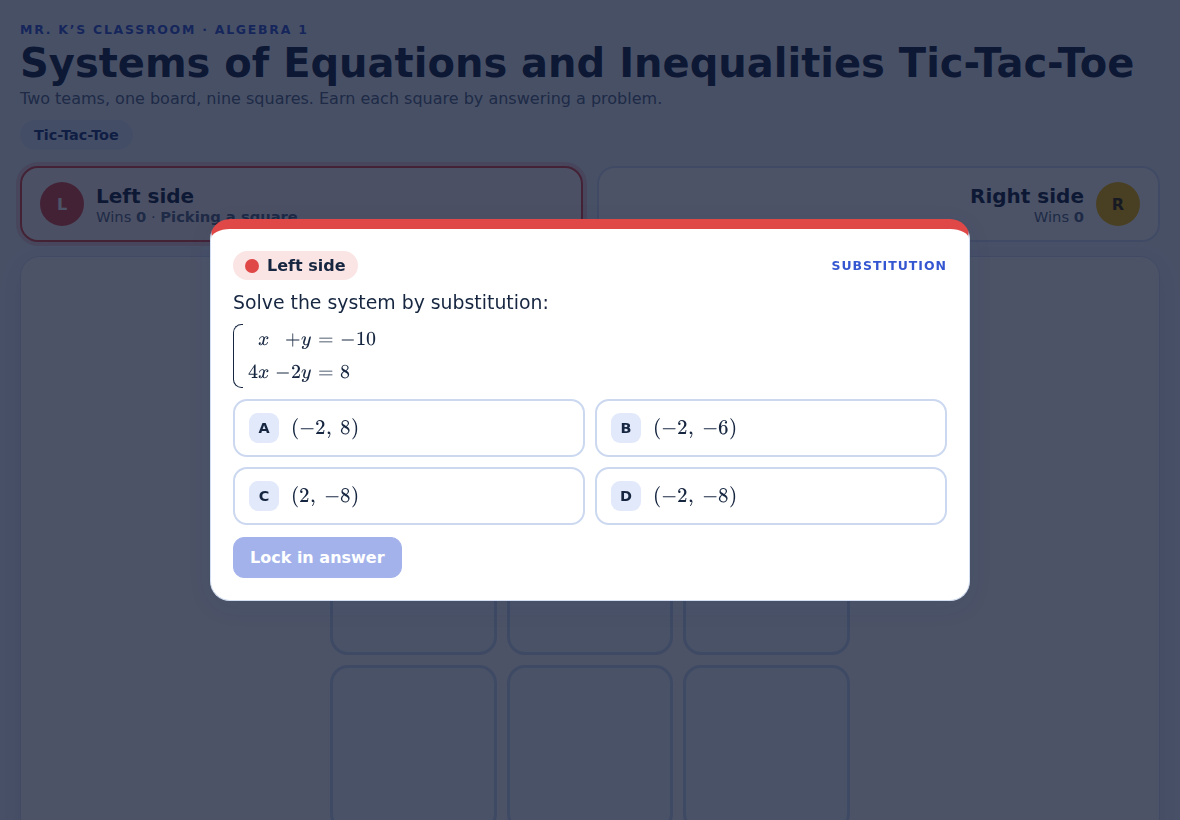 MR. K'S CLASSROOM · ALGEBRA 1
Systems of Equations and Inequalities Tic-Tac-Toe
Two teams, one board, nine squares. Earn each square by answering a problem.
Tic-Tac-Toe
L
Left side
Wins 0 · Picking a square
Right side
Wins 0
R
Left side
SUBSTITUTION
Solve the system by substitution:
x + y = −10
4x − 2y = 8
A (−2, 8)
B (−2, −6)
C (2, −8)
D (−2, −8)
Lock in answer